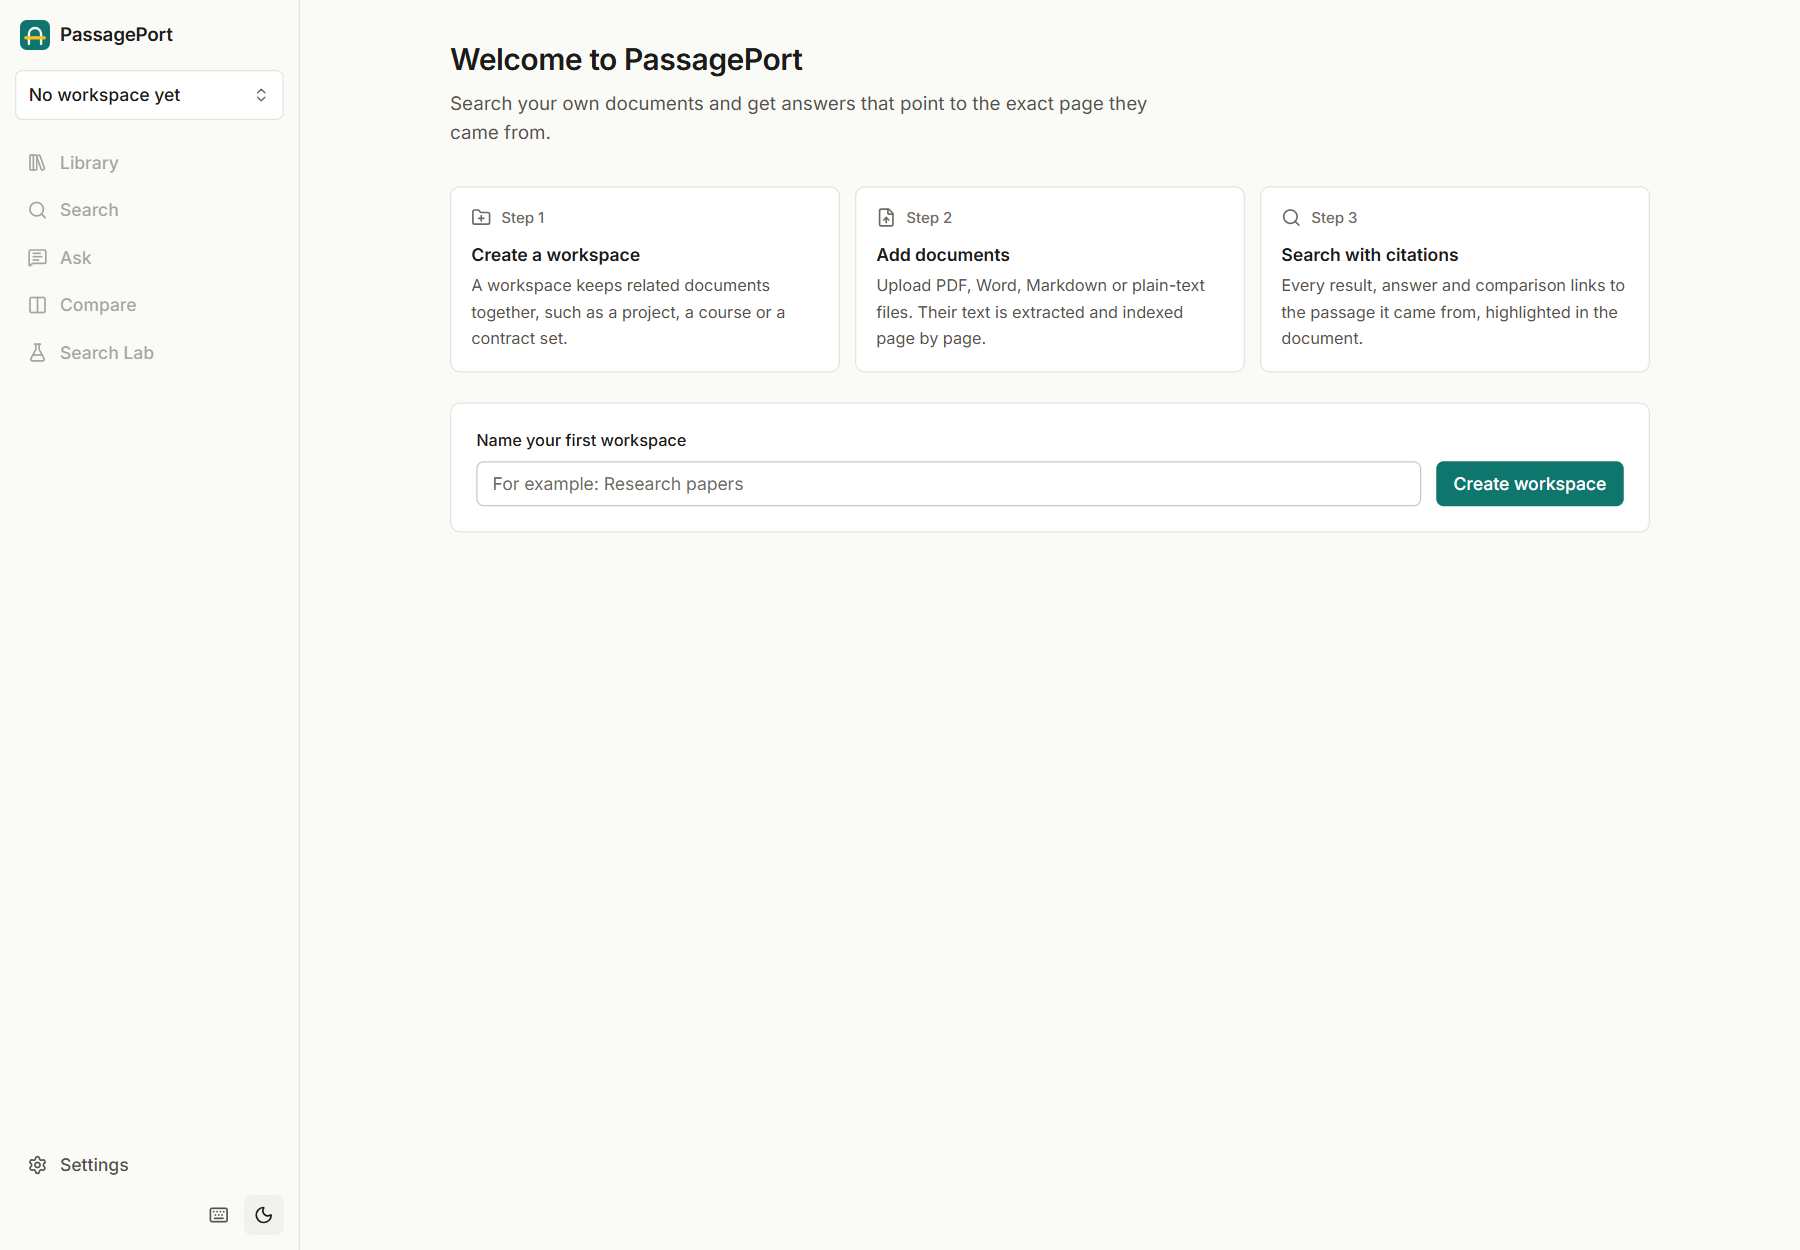 PassagePort
No workspace yet
Library
Search
Ask
Compare
Search Lab
Settings
Welcome to PassagePort
Search your own documents and get answers that point to the exact page they
came from.
Step 1
Create a workspace
A workspace keeps related documents
together, such as a project, a course or a
contract set.
Step 2
Add documents
Upload PDF, Word, Markdown or plain-text
files. Their text is extracted and indexed
page by page.
Step 3
Search with citations
Every result, answer and comparison links to
the passage it came from, highlighted in the
document.
Name your first workspace
For example: Research papers
Create workspace